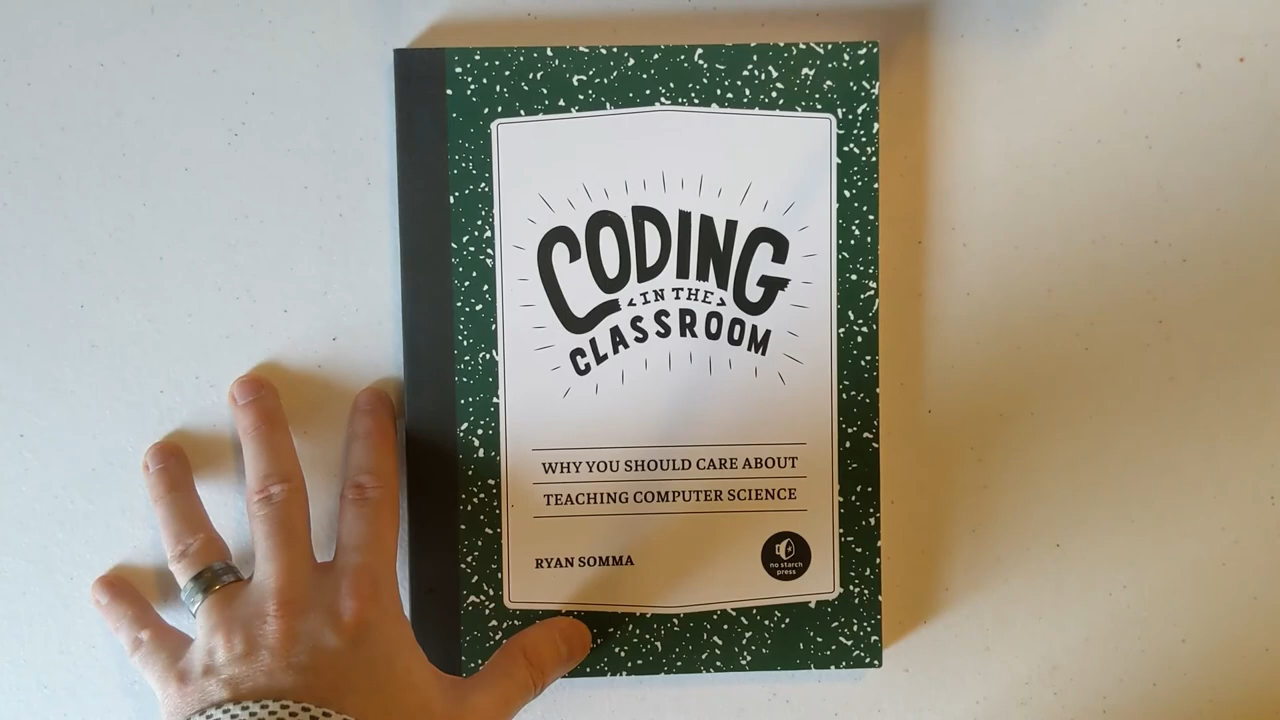 CODING
<IN THE>
CLASSROOM
WHY YOU SHOULD CARE ABOUT
TEACHING COMPUTER SCIENCE
RYAN SOMMA
no starch
press